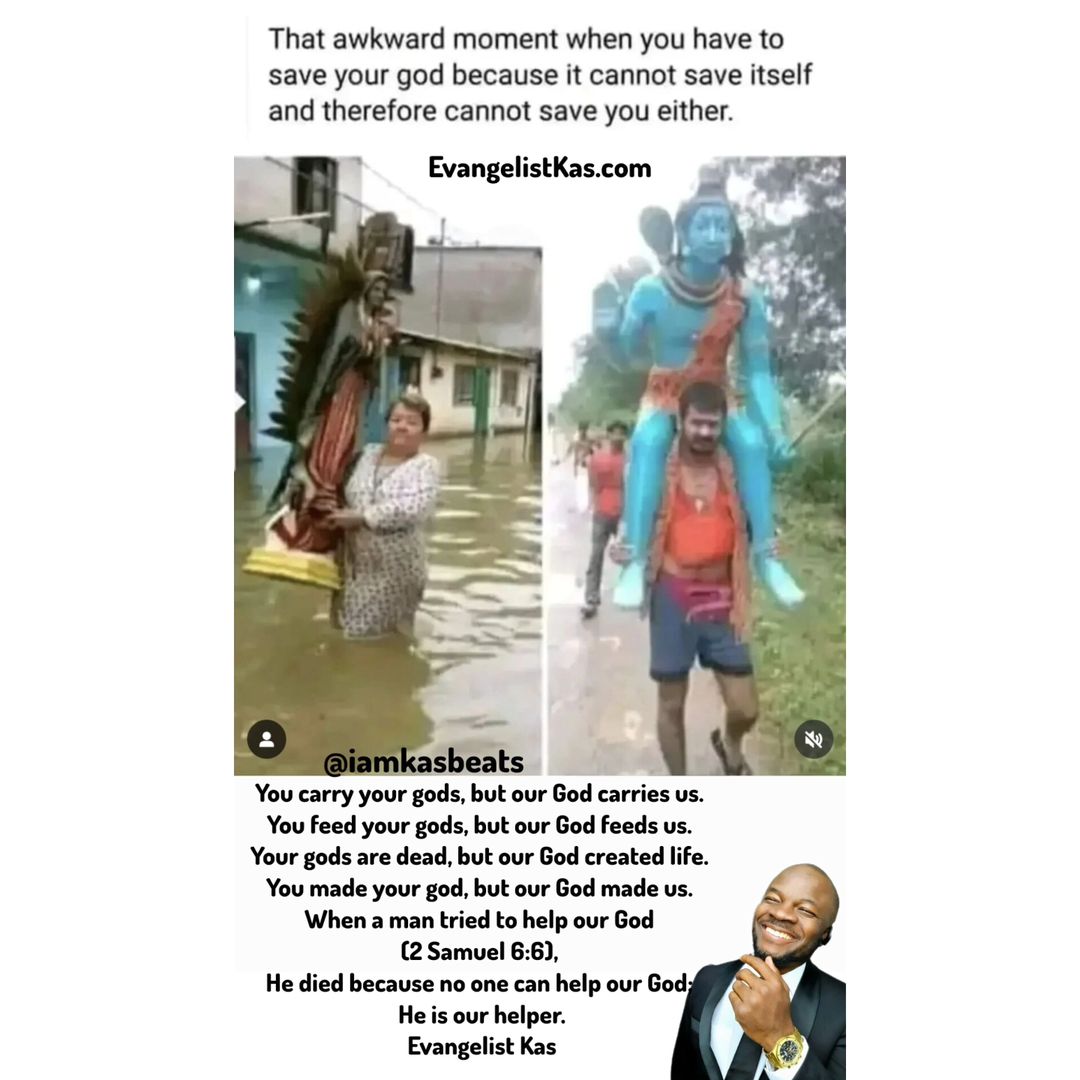 That awkward moment when you have to
save your god because it cannot save itself
and therefore cannot save you either.
EvangelistKas.com
@iamkasbeats
You carry your gods, but our God carries us.
You feed your gods, but our God feeds us.
Your gods are dead, but our God created life.
You made your god, but our God made us.
When a man tried to help our God
(2 Samuel 6:6),
He died because no one can help our God;
He is our helper.
Evangelist Kas